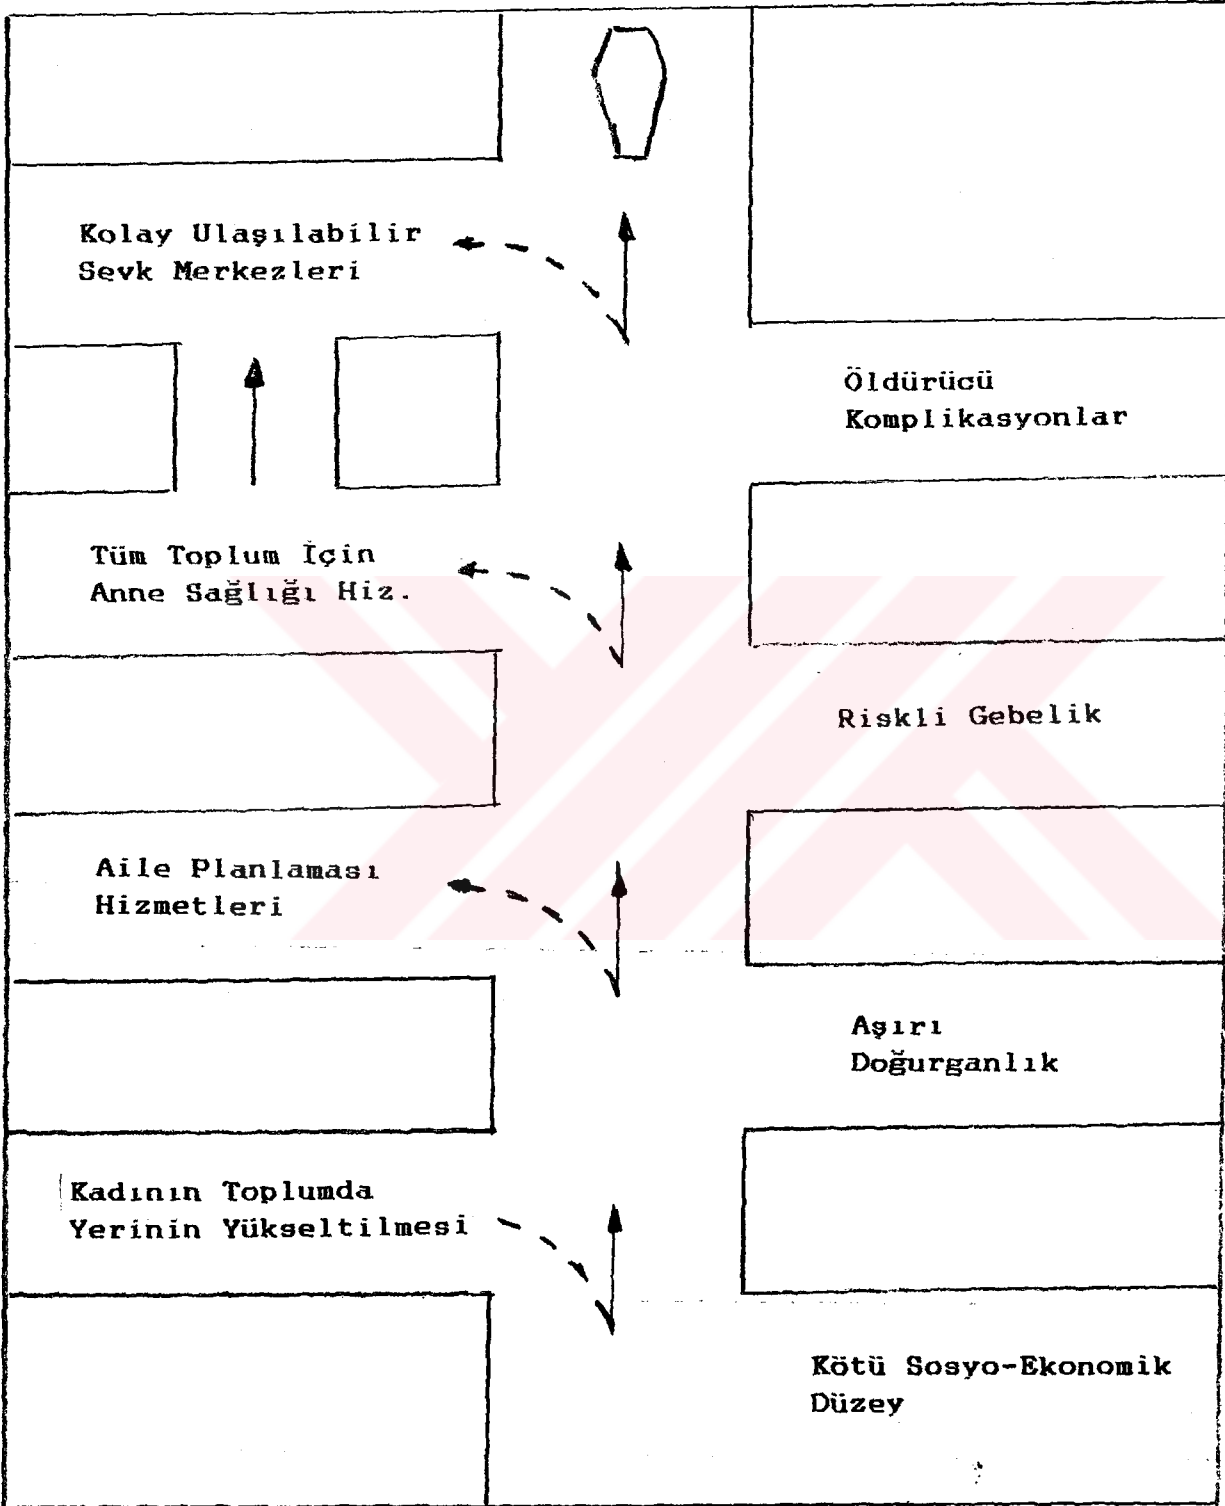 Kolay Ulaşılabilir
Sevk Merkezleri
Öldürücü
Komplikasyonlar
Tüm Toplum İçin
Anne Sağlığı Hiz.
Riskli Gebelik
Aile Planlaması
Hizmetleri
Aşırı
Doğurganlık
Kadının Toplumda
Yerinin Yükseltilmesi
Kötü Sosyo-Ekonomik
Düzey